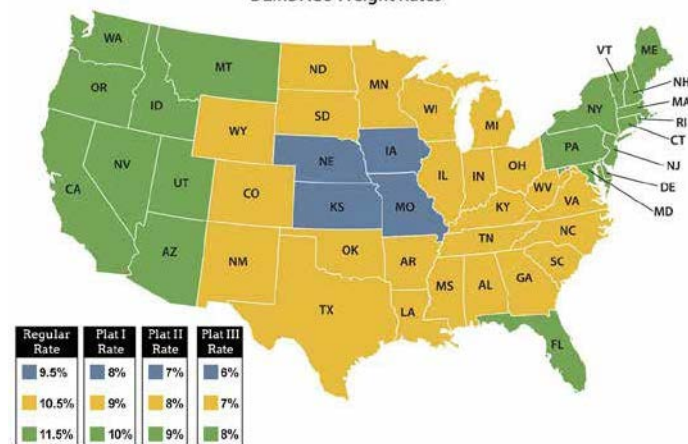 WA
MT
ND
MN
VT
ME
OR
ID
SD
WI
MI
NY
NH
MA
RI
CT
WY
NE
IA
PA
NJ
NV
UT
CO
IL
IN
OH
WV
DE
MD
CA
KS
MO
KY
VA
AZ
NM
OK
AR
TN
NC
SC
TX
LA
MS
AL
GA
FL
Regular Rate
9.5%
10.5%
11.5%
Plat I Rate
8%
9%
10%
Plat II Rate
7%
8%
9%
Plat III Rate
6%
7%
8%